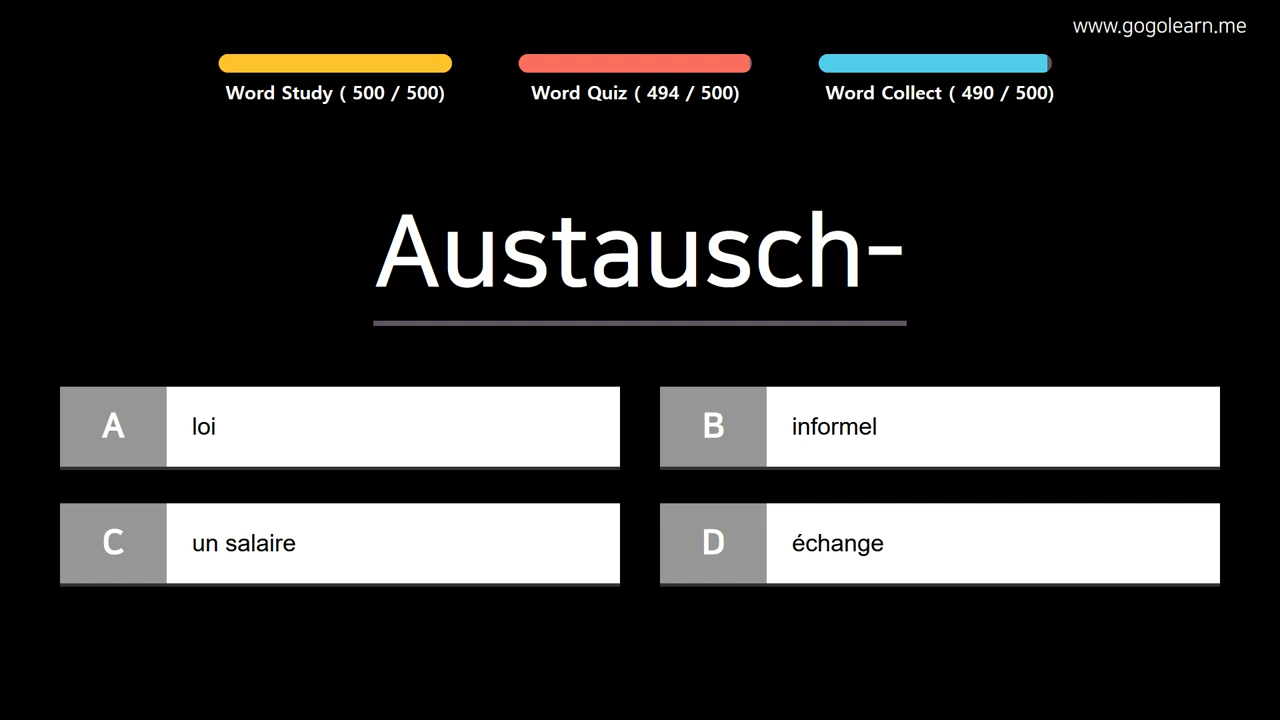 www.gogolearn.me
Word Study ( 500 / 500)
Word Quiz ( 494 / 500)
Word Collect ( 490 / 500)
Austausch-
A
loi
B
informel
C
un salaire
D
échange